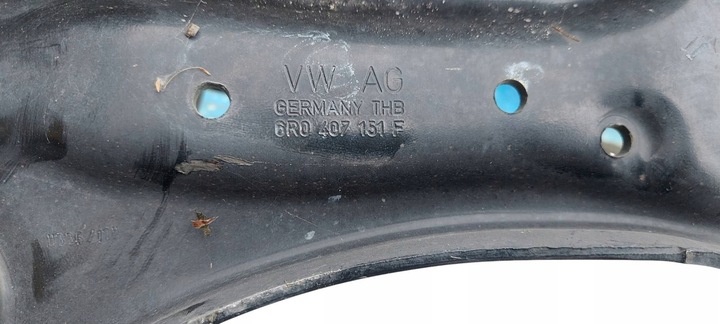 VW AG
GERMANY THB
6R0 407 151 F